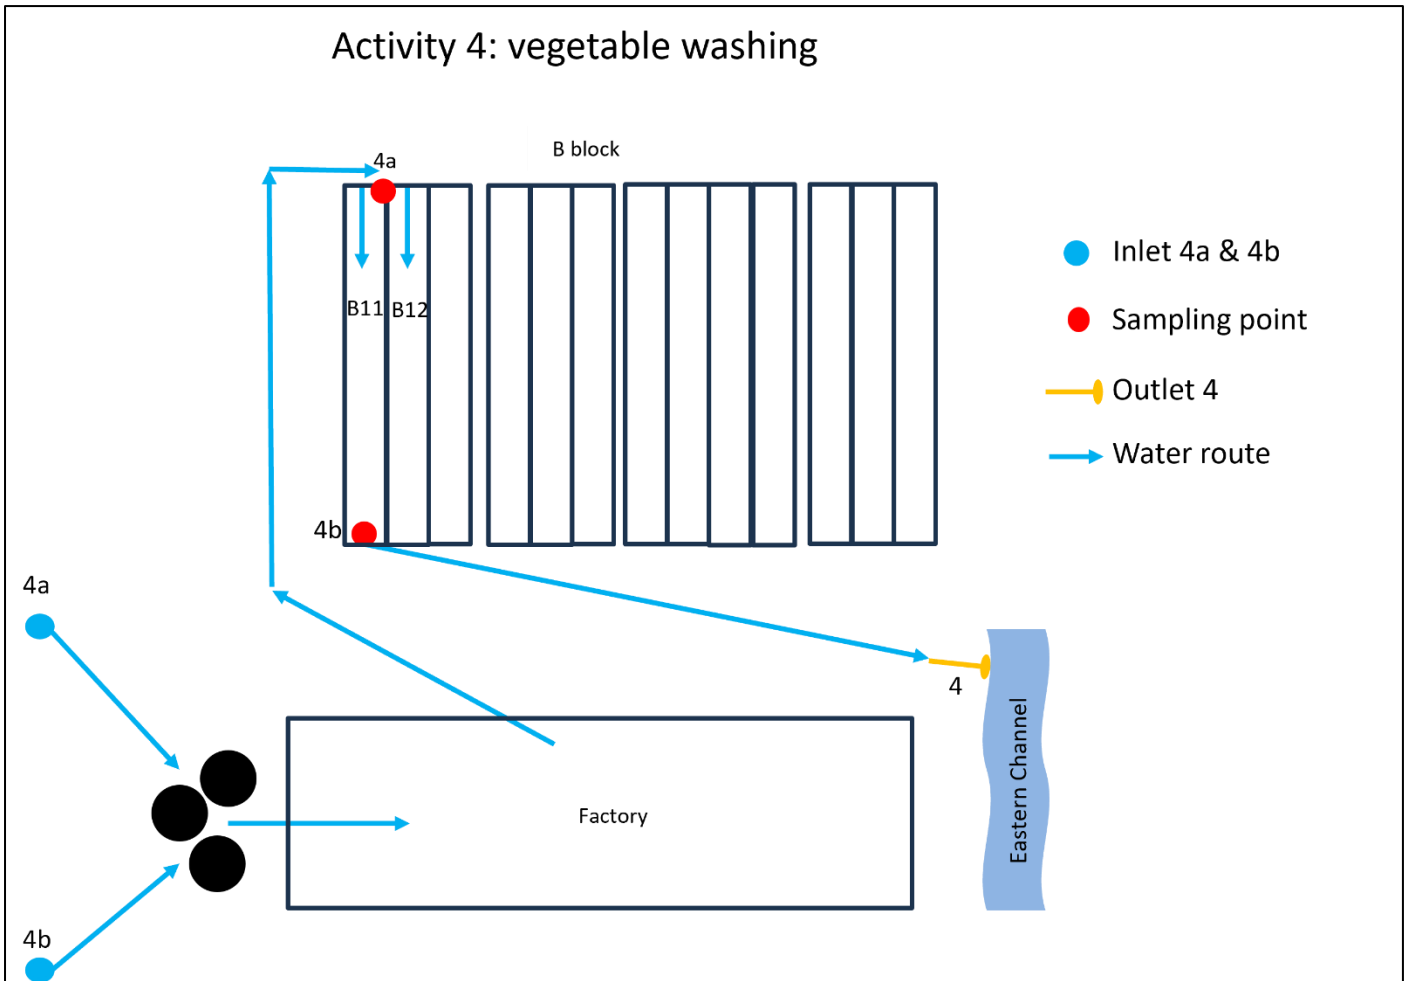 Activity 4: vegetable washing
B block
4a
B11
B12
4b
Inlet 4a & 4b
Sampling point
Outlet 4
Water route
4a
4
Eastern Channel
Factory
4b